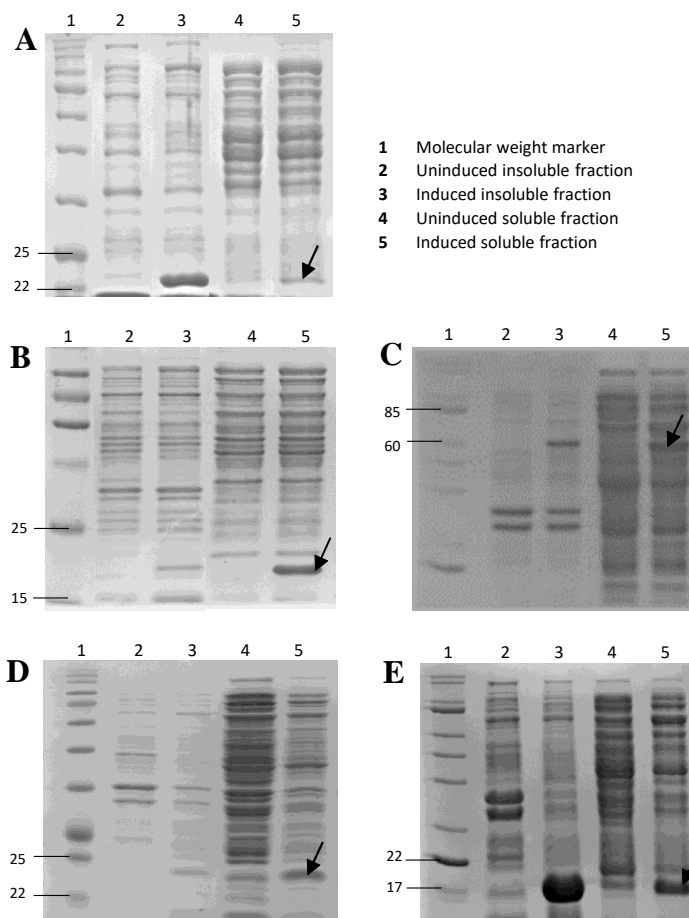 A
1 2 3 4 5
25
22
1 Molecular weight marker
2 Uninduced insoluble fraction
3 Induced insoluble fraction
4 Uninduced soluble fraction
5 Induced soluble fraction
B
1 2 3 4 5
25
15
C
1 2 3 4 5
85
60
D
1 2 3 4 5
25
22
E
1 2 3 4 5
22
17